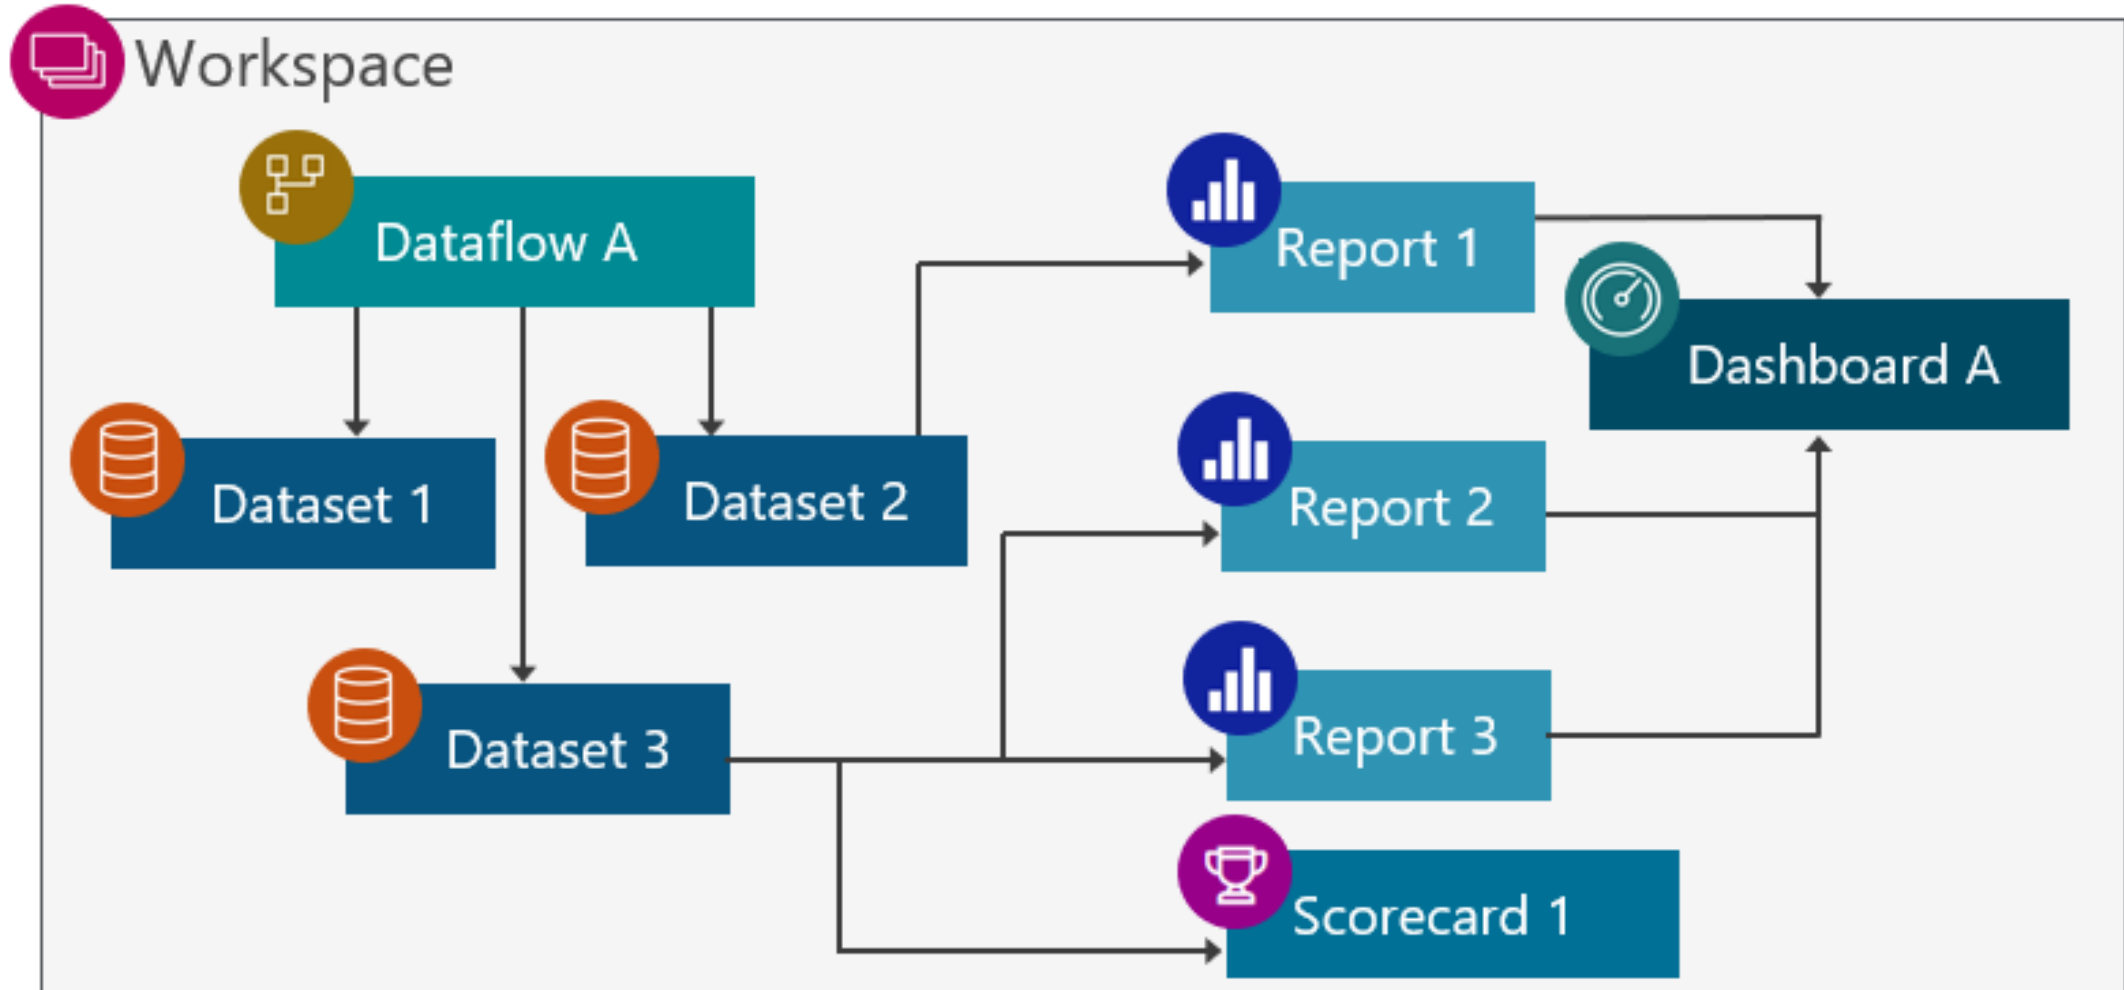 Workspace
Dataflow A
Report 1
Dashboard A
Dataset 1
Dataset 2
Report 2
Dataset 3
Report 3
Scorecard 1